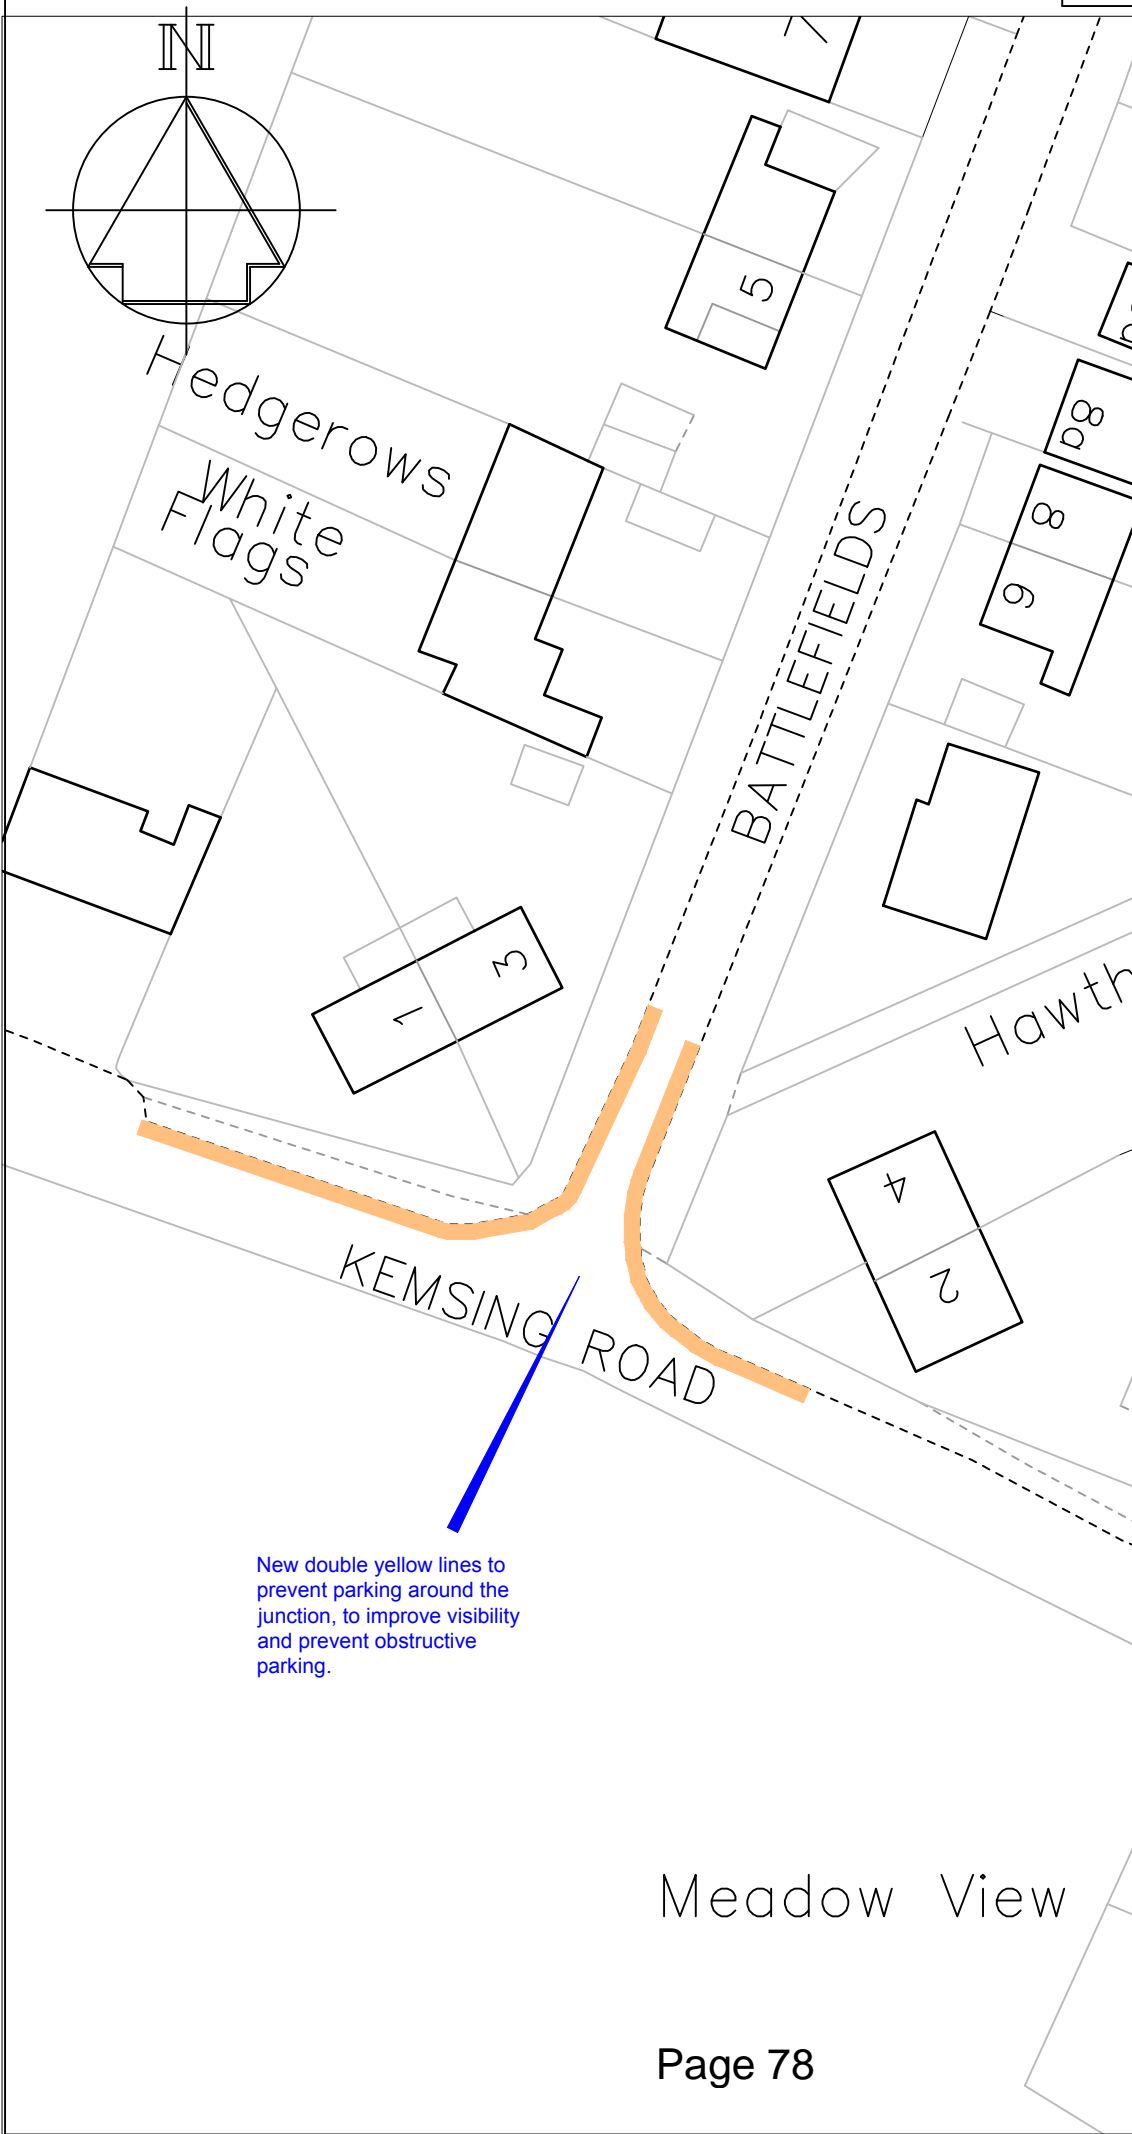 N
7
5
Hedgerows
White
Flags
BATTLEFIELDS
8a
8
9
3
1
Hawth
4
2
KEMSING ROAD
New double yellow lines to
prevent parking around the
junction, to improve visibility
and prevent obstructive
parking.
Meadow View
Page 78